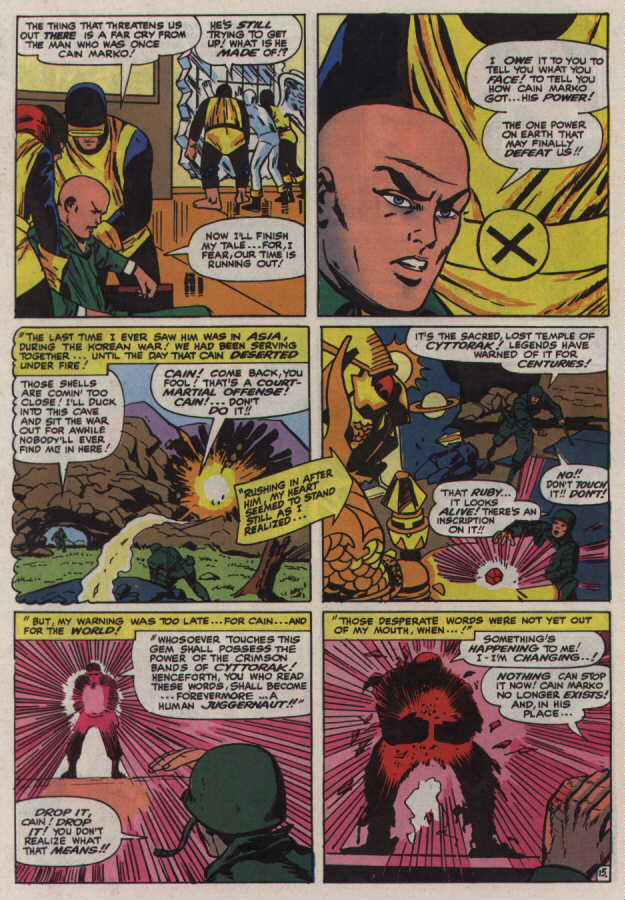 THE THING THAT THREATENS US
OUT THERE IS A FAR CRY FROM
THE MAN WHO WAS ONCE
CAIN MARKO!
HE'S STILL
TRYING TO GET
UP! WHAT IS HE
MADE OF!?
NOW I'LL FINISH
MY TALE...FOR, I
FEAR, OUR TIME IS
RUNNING OUT!
I OWE IT TO YOU TO
TELL YOU WHAT YOU
FACE! TO TELL YOU
HOW CAIN MARKO
GOT...HIS POWER!
THE ONE POWER
ON EARTH THAT
MAY FINALLY
DEFEAT US!!
X
"THE LAST TIME I EVER SAW HIM WAS IN ASIA,
DURING THE KOREAN WAR! WE HAD BEEN SERVING
TOGETHER... UNTIL THE DAY THAT CAIN DESERTED
UNDER FIRE!
THOSE SHELLS
ARE COMIN' TOO
CLOSE! I'LL DUCK
INTO THIS CAVE
AND SIT THE WAR
OUT FOR AWHILE
NOBODY'LL EVER
FIND ME IN HERE!
CAIN! COME BACK, YOU
FOOL! THAT'S A COURT-
MARTIAL OFFENSE!
CAIN!... DON'T
DO IT!!
"RUSHING IN AFTER
HIM, MY HEART
SEEMED TO STAND
STILL AS I
REALIZED...
IT'S THE SACRED, LOST TEMPLE OF
CYTTORAK! LEGENDS HAVE
WARNED OF IT FOR
CENTURIES!
NO!!
DON'T TOUCH
IT!! DON'T!
THAT RUBY...
IT LOOKS
ALIVE! THERE'S AN
INSCRIPTION
ON IT!!
"BUT, MY WARNING WAS TOO LATE...FOR CAIN...AND
FOR THE WORLD!
"WHOSOEVER TOUCHES THIS
GEM SHALL POSSESS THE
POWER OF THE CRIMSON
BANDS OF CYTTORAK!
HENCEFORTH, YOU WHO READ
THESE WORDS, SHALL BECOME
... FOREVERMORE ... A
HUMAN JUGGERNAUT!!"
DROP IT,
CAIN! DROP
IT! YOU DON'T
REALIZE WHAT
THAT MEANS!!
"THOSE DESPERATE WORDS WERE NOT YET OUT
OF MY MOUTH, WHEN...!"
SOMETHING'S
HAPPENING TO ME!
I-I'M CHANGING..!
NOTHING CAN STOP
IT NOW! CAIN MARKO
NO LONGER EXISTS!
AND, IN HIS
PLACE...
15.